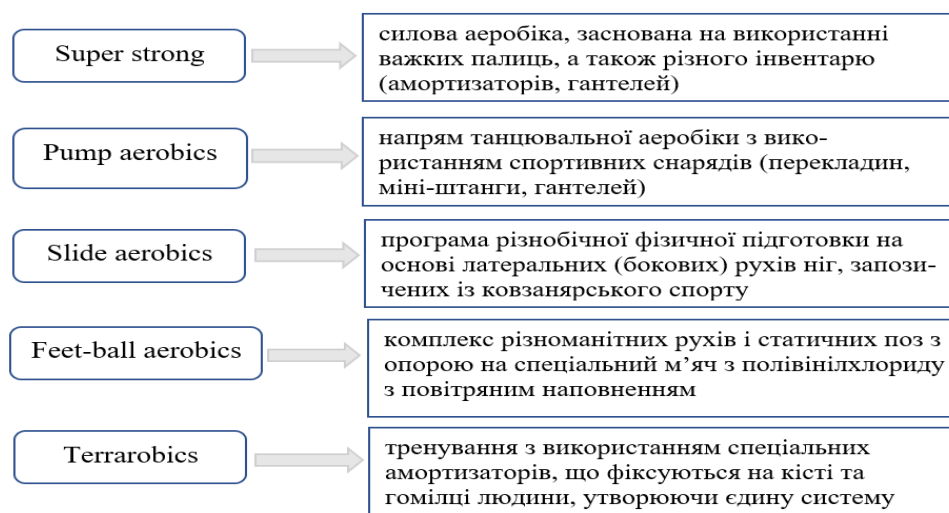 Super strong
силова аеробіка, заснована на використанні
важких палиць, а також різного інвентарю
(амортизаторів, гантелей)
Pump aerobics
напрям танцювальної аеробіки з вико-
ристанням спортивних снарядів (перекладин,
міні-штанги, гантелей)
Slide aerobics
програма різнобічної фізичної підготовки на
основі латеральних (бокових) рухів ніг, запози-
чених із ковзанярського спорту
Feet-ball aerobics
комплекс різноманітних рухів і статичних поз з
опорою на спеціальний м’яч з полівінілхлориду
з повітряним наповненням
Terrarobics
тренування з використанням спеціальних
амортизаторів, що фіксуються на кісті та
гомілці людини, утворюючи єдину систему